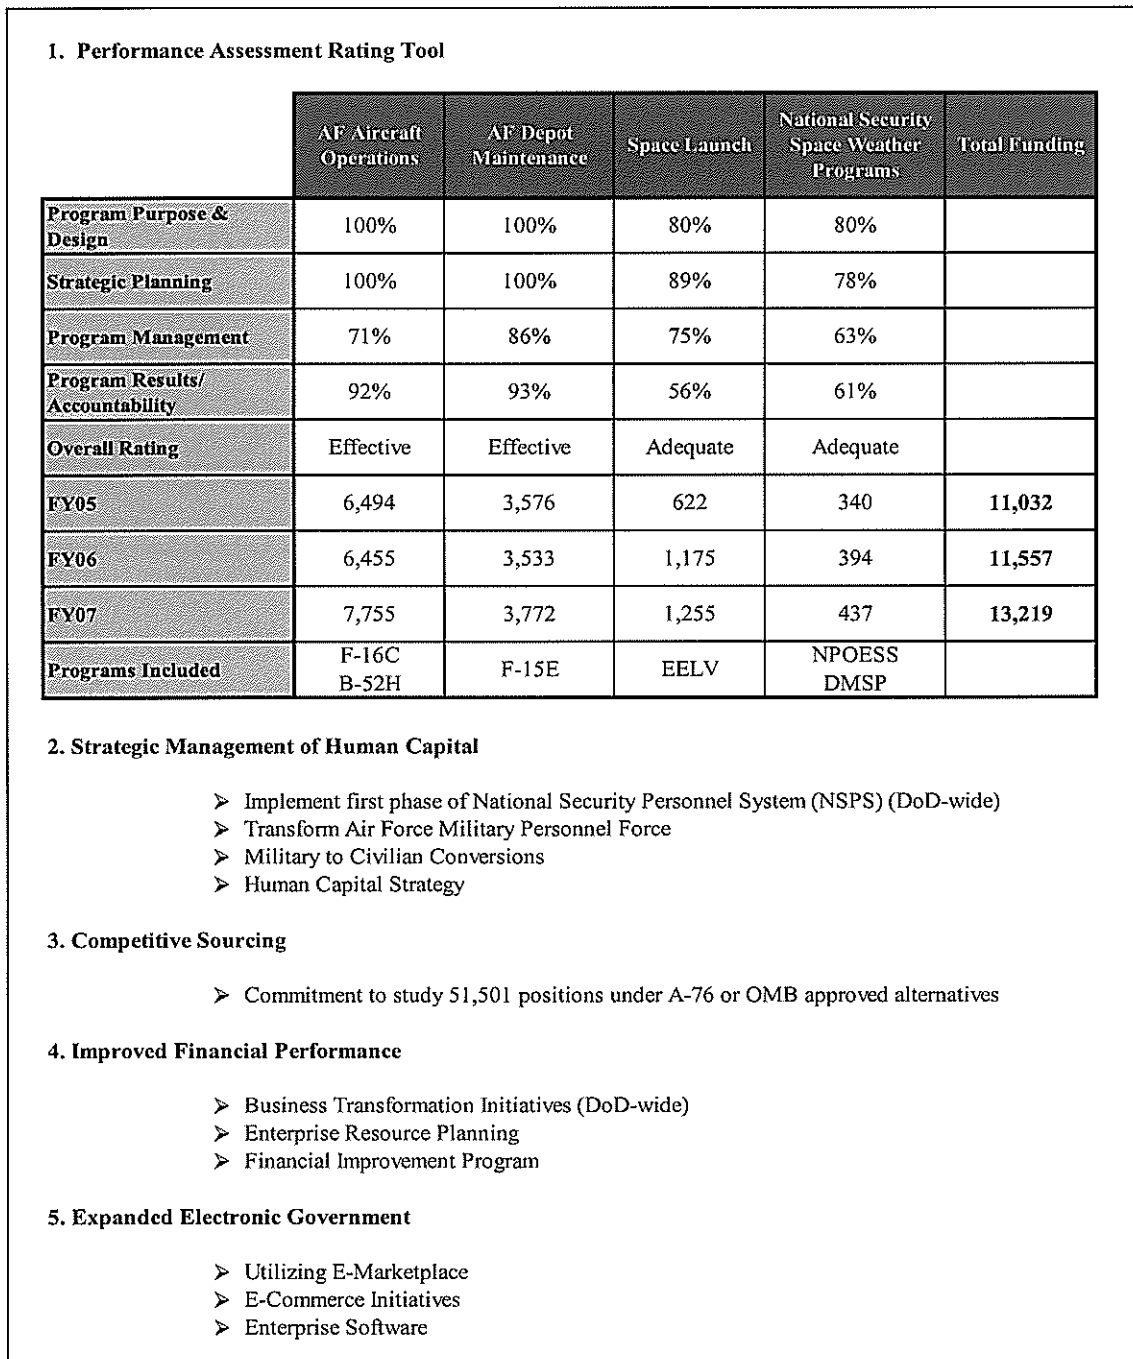 1. Performance Assessment Rating Tool
AF Aircraft Operations AF Depot Maintenance Space Launch National Security Space Weather Programs Total Funding
Program Purpose & Design 100% 100% 80% 80%
Strategic Planning 100% 100% 89% 78%
Program Management 71% 86% 75% 63%
Program Results/ Accountability 92% 93% 56% 61%
Overall Rating Effective Effective Adequate Adequate
FY05 6,494 3,576 622 340 11,032
FY06 6,455 3,533 1,175 394 11,557
FY07 7,755 3,772 1,255 437 13,219
Programs Included F-16C B-52H F-15E EELV NPOESS DMSP
2. Strategic Management of Human Capital
➢ Implement first phase of National Security Personnel System (NSPS) (DoD-wide)
➢ Transform Air Force Military Personnel Force
➢ Military to Civilian Conversions
➢ Human Capital Strategy
3. Competitive Sourcing
➢ Commitment to study 51,501 positions under A-76 or OMB approved alternatives
4. Improved Financial Performance
➢ Business Transformation Initiatives (DoD-wide)
➢ Enterprise Resource Planning
➢ Financial Improvement Program
5. Expanded Electronic Government
➢ Utilizing E-Marketplace
➢ E-Commerce Initiatives
➢ Enterprise Software